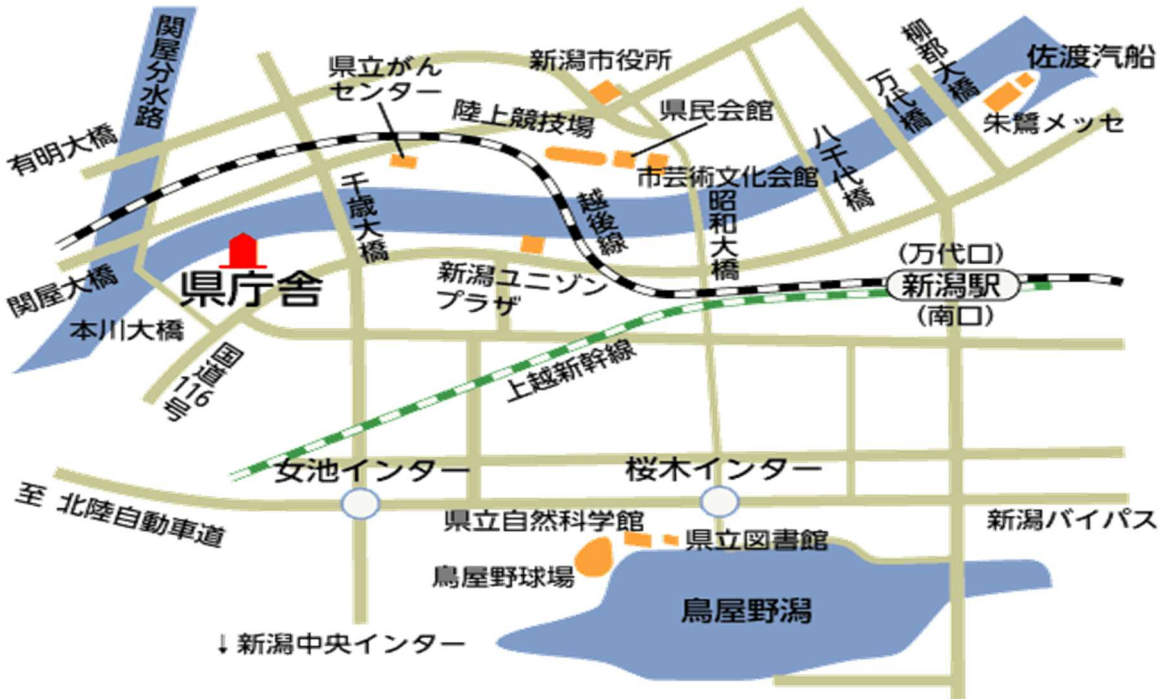 関屋分水路
県立がん
センター
新潟市役所
柳都大橋
佐渡汽船
万代橋
陸上競技場
県民会館
朱鷺メッセ
有明大橋
八千代橋
市芸術文化会館
千歳大橋
越後線
昭和大橋
(万代口)
新潟駅
(南口)
関屋大橋
県庁舎
新潟ユニゾン
プラザ
本川大橋
国道116号
上越新幹線
女池インター
桜木インター
至 北陸自動車道
県立自然科学館
新潟バイパス
県立図書館
鳥屋野球場
鳥屋野潟
↓新潟中央インター